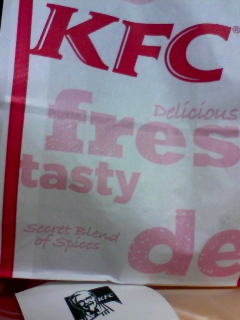 KFC®
Delicious
fres
tasty
Secret Blend
of Spices
de
KFC